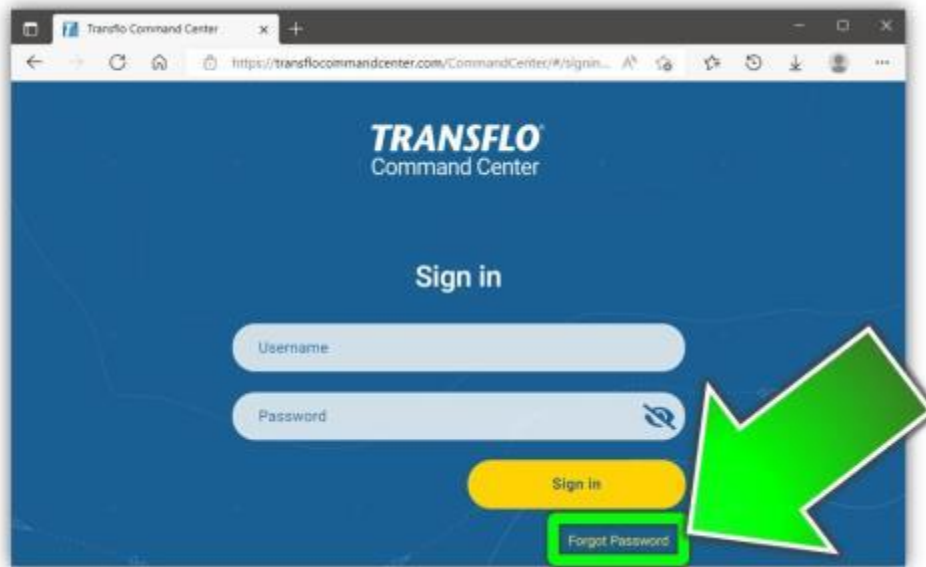 Transflo Command Center
https://transflocommandcenter.com/CommandCenter/#/signin...
TRANSFLO
Command Center
Sign in
Username
Password
Sign in
Forgot Password